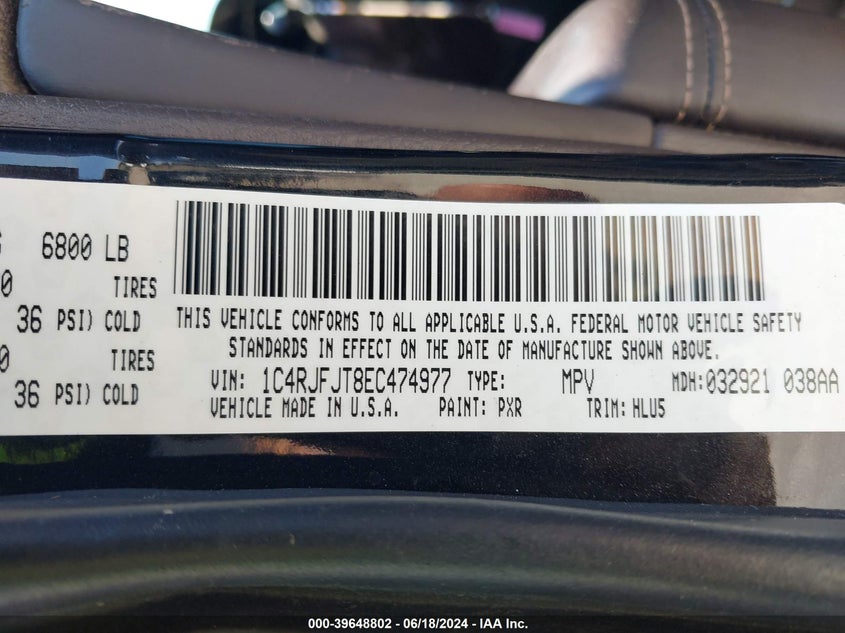 6800 LB
0 TIRES
36 PSI) COLD
0 TIRES
36 PSI) COLD
THIS VEHICLE CONFORMS TO ALL APPLICABLE U.S.A. FEDERAL MOTOR VEHICLE SAFETY
STANDARDS IN EFFECT ON THE DATE OF MANUFACTURE SHOWN ABOVE.
VIN: 1C4RJFJT8EC474977 TYPE: MPV MDH:032921 038AA
VEHICLE MADE IN U.S.A. PAINT: PXR TRIM: HLU5
000-39648802 - 06/18/2024 - IAA Inc.